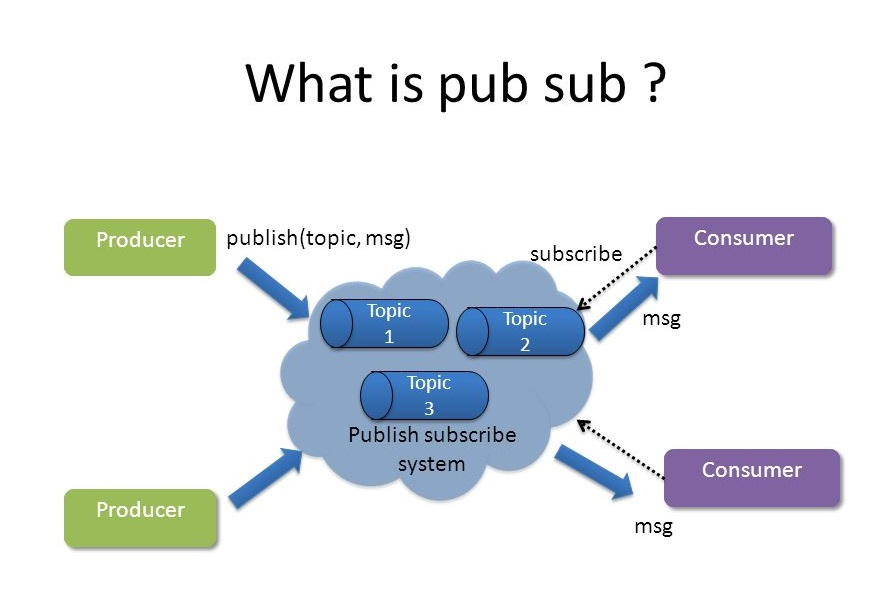 What is pub sub ?
Producer
publish(topic, msg)
Consumer
subscribe
Topic
1
Topic
2
msg
Topic
3
Publish subscribe
system
Consumer
Producer
msg